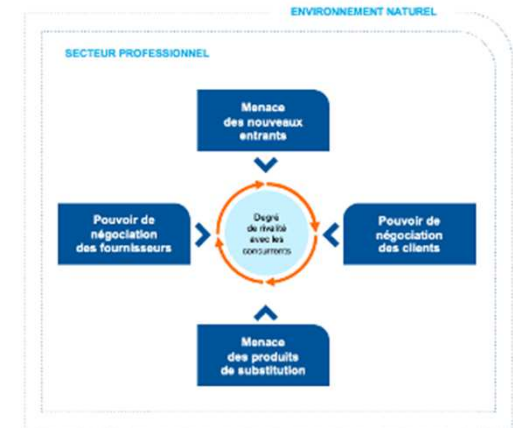 ENVIRONNEMENT NATUREL
SECTEUR PROFESSIONNEL
Menace
des nouveaux
entrants
Pouvoir de
négociation
des fournisseurs
Degré
de rivalité
avec les
concurrents
Pouvoir de
négociation
des clients
Menace
des produits
de substitution